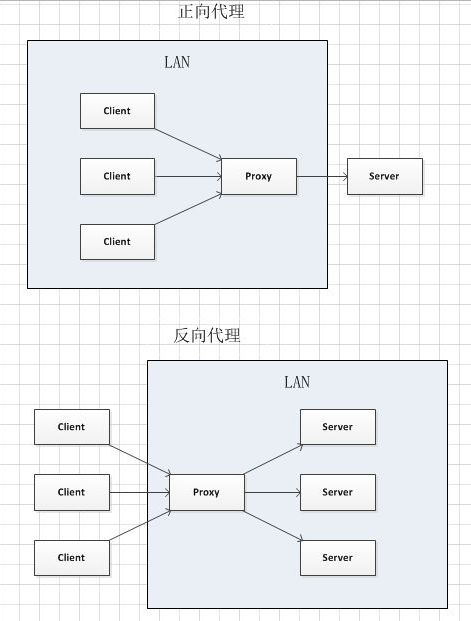 正向代理
LAN
Client
Client
Proxy
Server
Client
反向代理
LAN
Client
Server
Client
Proxy
Server
Client
Server